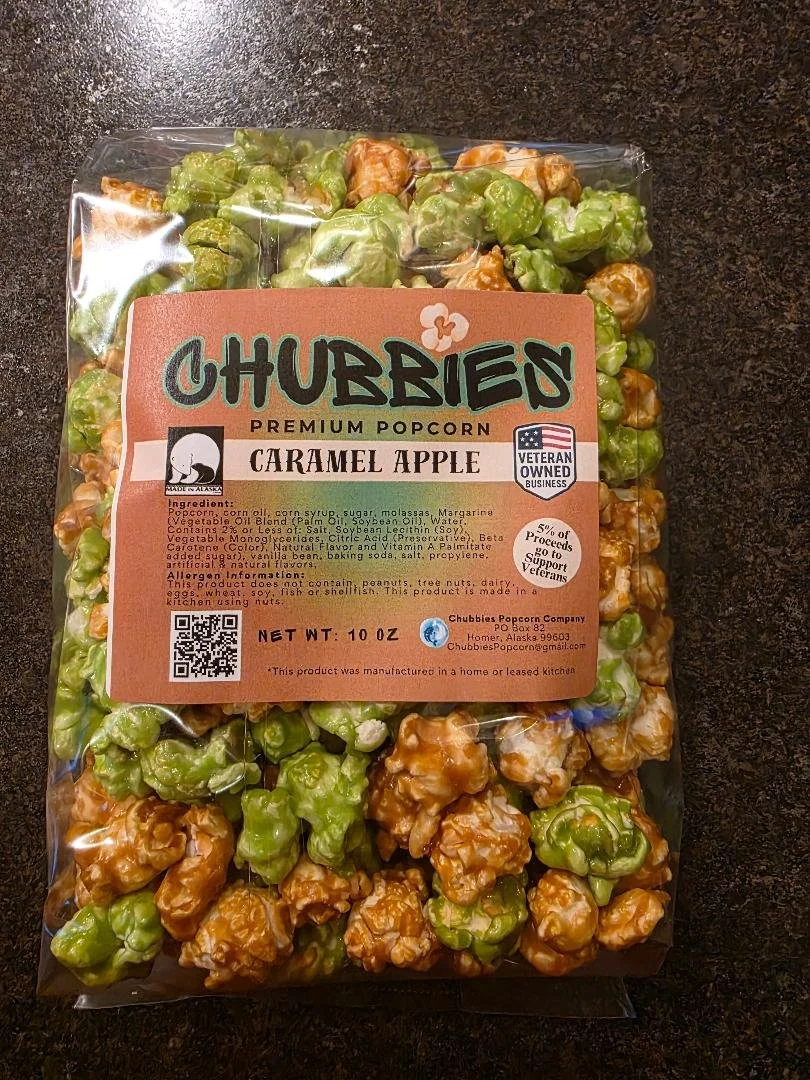 CHUBBIES
PREMIUM POPCORN
CARAMEL APPLE
MADE IN ALASKA
VETERAN
OWNED
BUSINESS
Ingredient:
Popcorn, corn oil, corn syrup, sugar, molassas, Margarine
(Vegetable Oil Blend (Palm Oil, Soybean Oil), Water,
Contains 2% or Less of: Salt, Soybean Lecithin (Soy),
Vegetable Monoglycerides, Citric Acid (Preservative), Beta
Carotene (Color), Natural Flavor and Vitamin A Palmitate
added sugar), vanilla bean, baking soda, salt, propylene,
artificial & natural flavors,
5% of
Proceeds
go to
Support
Veterans
Allergen Information:
This product does not contain, peanuts, tree nuts, dairy,
eggs, wheat, soy, fish or shellfish. This product is made in a
kitchen using nuts.
NET WT: 10 OZ
Chubbies Popcorn Company
PO Box 82
Homer, Alaska 99603
ChubbiesPopcorn@gmail.com
*This product was manufactured in a home or leased kitchen